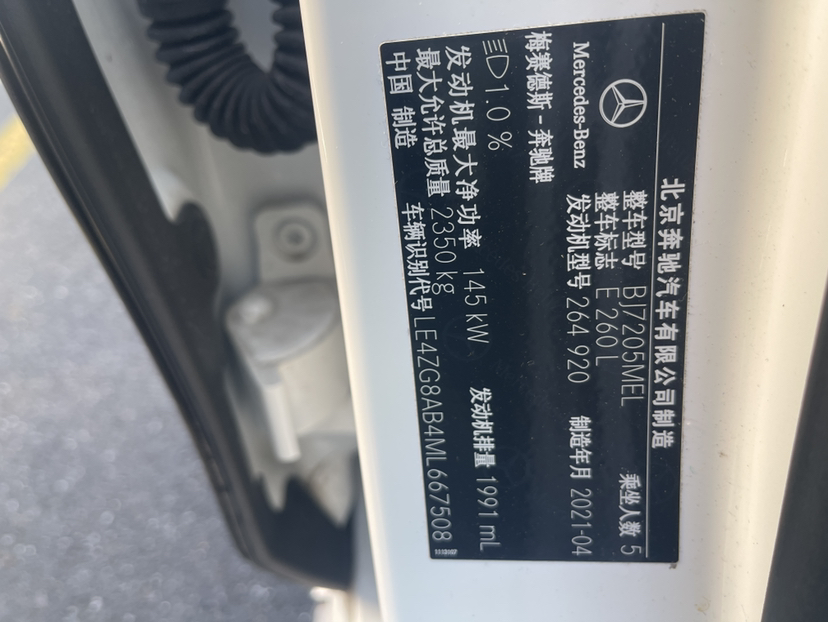 北京奔驰汽车有限公司制造
整车型号 BJ7205MEL 乘坐人数 5
整车标志 E 260 L
Mercedes-Benz 发动机型号 264 920 制造年月 2021-04
梅赛德斯-奔驰牌
1.0 %
发动机最大净功率 145 kW 发动机排量 1991 mL
最大允许总质量 2350 kg
中国 制造 车辆识别代号 LE4ZG8AB4ML667508